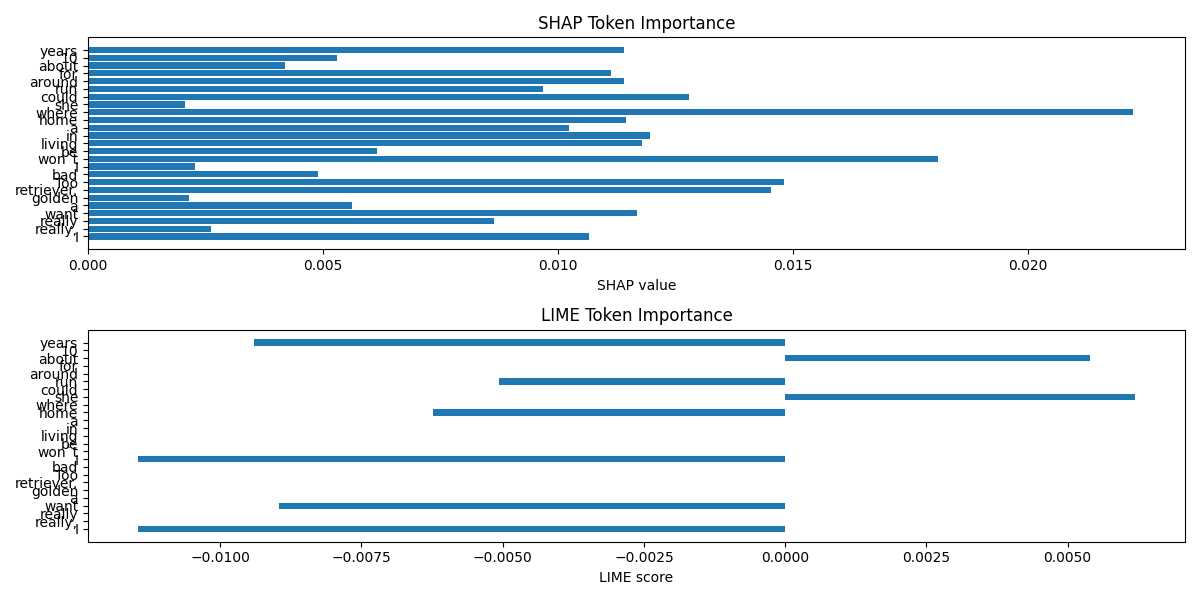 SHAP Token Importance
years
10
about
for
around
run
could
she
where
home
a
in
living
be
won't
I
bad
Too
retriever,
golden
a
want
really
really,
I
0.000 0.005 0.010 0.015 0.020
SHAP value
LIME Token Importance
years
10
about
for
around
run
could
she
where
home
a
in
living
be
won't
I
bad
Too
retriever,
golden
a
want
really
really,
I
−0.0100 −0.0075 −0.0050 −0.0025 0.0000 0.0025 0.0050
LIME score